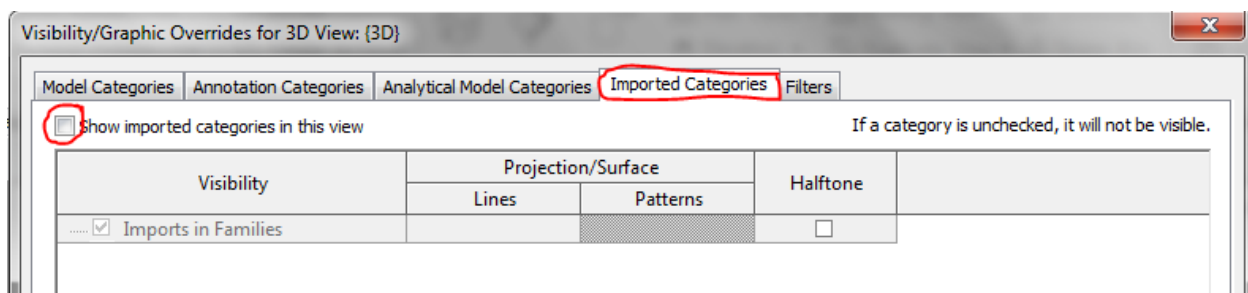 Visibility/Graphic Overrides for 3D View: {3D}
Model Categories Annotation Categories Analytical Model Categories Imported Categories Filters
Show imported categories in this view If a category is unchecked, it will not be visible.
Visibility Projection/Surface Halftone
Lines Patterns
Imports in Families